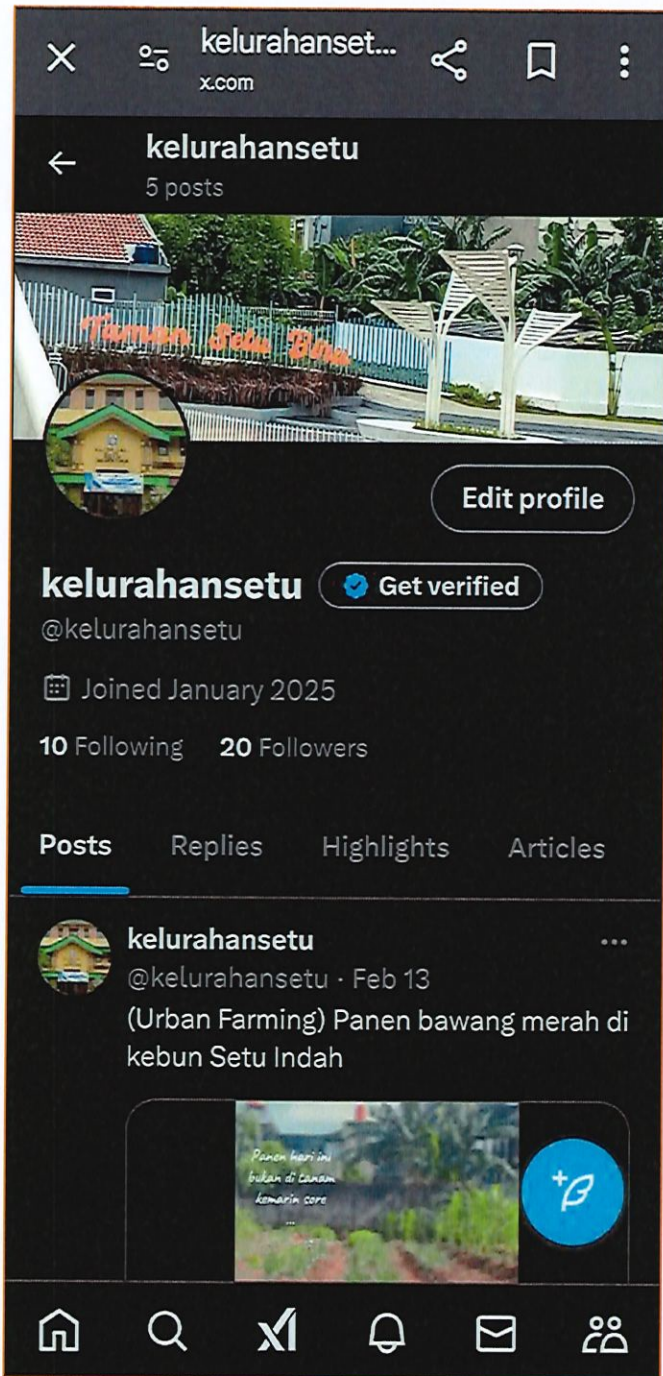 kelurahanset...
x.com
kelurahansetu
5 posts
Taman Setu Biru
Edit profile
kelurahansetu
Get verified
@kelurahansetu
Joined January 2025
10 Following 20 Followers
Posts Replies Highlights Articles
kelurahansetu
@kelurahansetu · Feb 13
(Urban Farming) Panen bawang merah di
kebun Setu Indah
Panen hari ini
bukan di tanam
kemarin sore
...